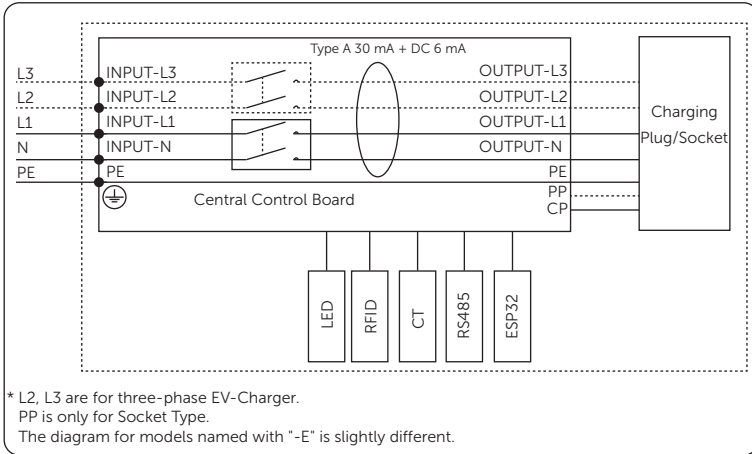 Type A 30 mA + DC 6 mA
L3 INPUT-L3 OUTPUT-L3
L2 INPUT-L2 OUTPUT-L2
L1 INPUT-L1 OUTPUT-L1
N INPUT-N OUTPUT-N
PE PE PE
Charging
Plug/Socket
PP
CP
Central Control Board
LED
RFID
CT
RS485
ESP32
* L2, L3 are for three-phase EV-Charger.
PP is only for Socket Type.
The diagram for models named with "-E" is slightly different.